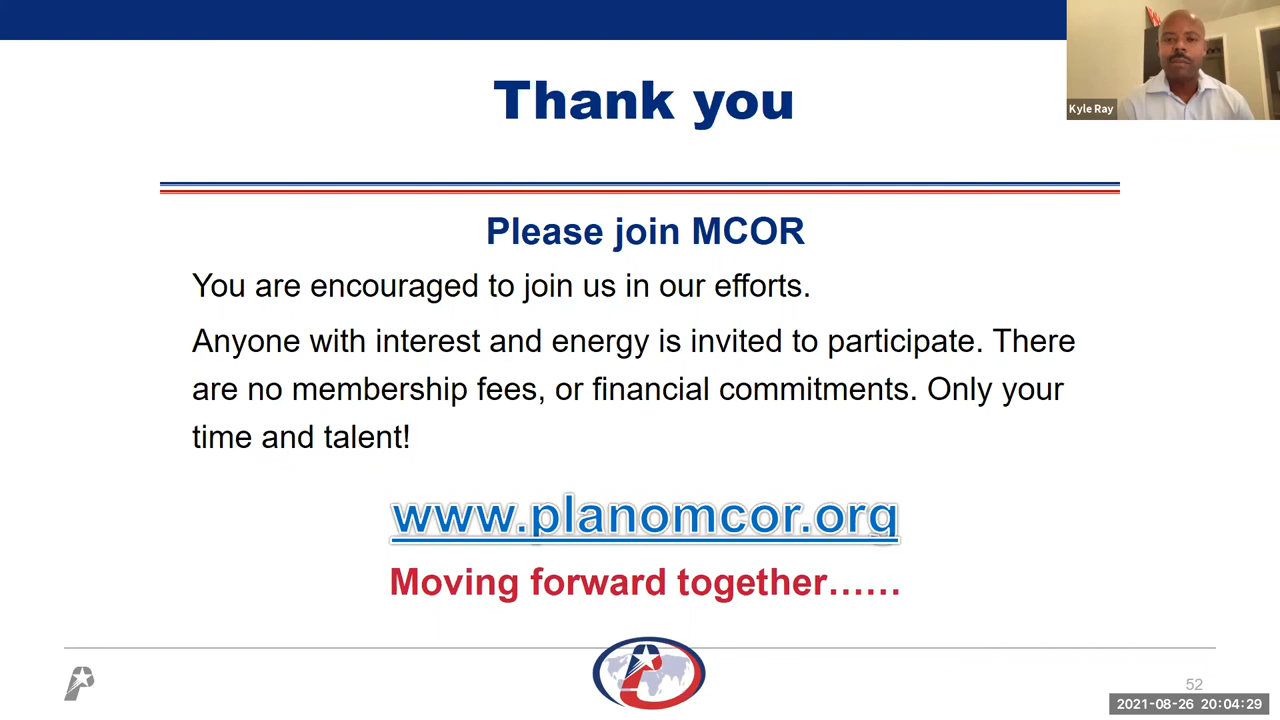 Thank you
Kyle Ray
Please join MCOR
You are encouraged to join us in our efforts.
Anyone with interest and energy is invited to participate. There
are no membership fees, or financial commitments. Only your
time and talent!
www.planomcor.org
Moving forward together......
52
2021-08-26 20:04:29